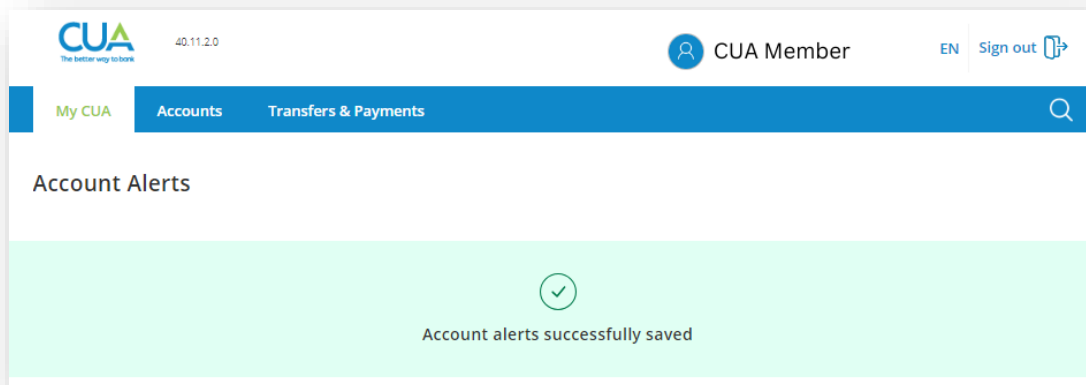 CUA
The better way to bank
40.11.2.0
CUA Member
EN
Sign out
My CUA
Accounts
Transfers & Payments
Account Alerts
Account alerts successfully saved